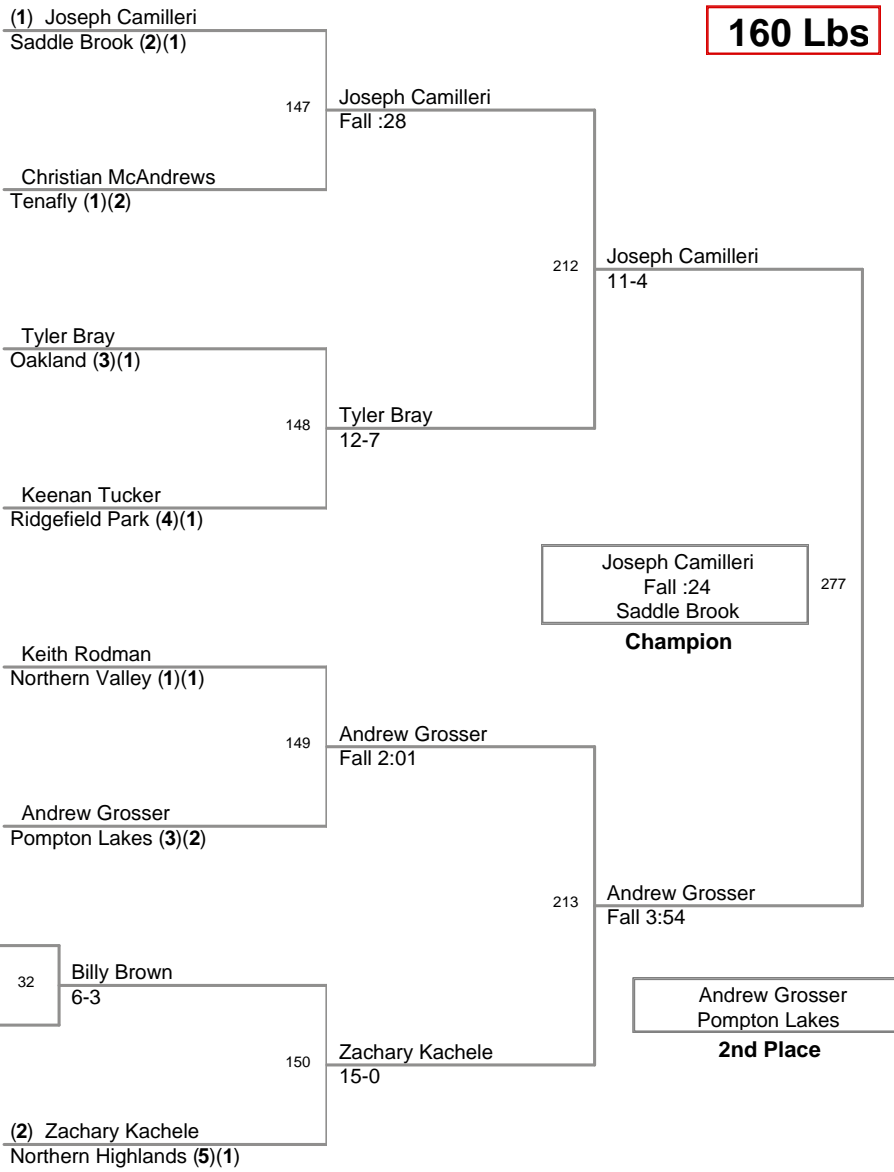 (1) Joseph Camilleri
Saddle Brook (2)(1)
160 Lbs
147
Joseph Camilleri
Fall :28
Christian McAndrews
Tenafly (1)(2)
212
Joseph Camilleri
11-4
Tyler Bray
Oakland (3)(1)
148
Tyler Bray
12-7
Keenan Tucker
Ridgefield Park (4)(1)
Joseph Camilleri
Fall :24
Saddle Brook
277
Champion
Keith Rodman
Northern Valley (1)(1)
149
Andrew Grosser
Fall 2:01
Andrew Grosser
Pompton Lakes (3)(2)
213
Andrew Grosser
Fall 3:54
32
Billy Brown
6-3
Andrew Grosser
Pompton Lakes
2nd Place
150
Zachary Kachele
15-0
(2) Zachary Kachele
Northern Highlands (5)(1)